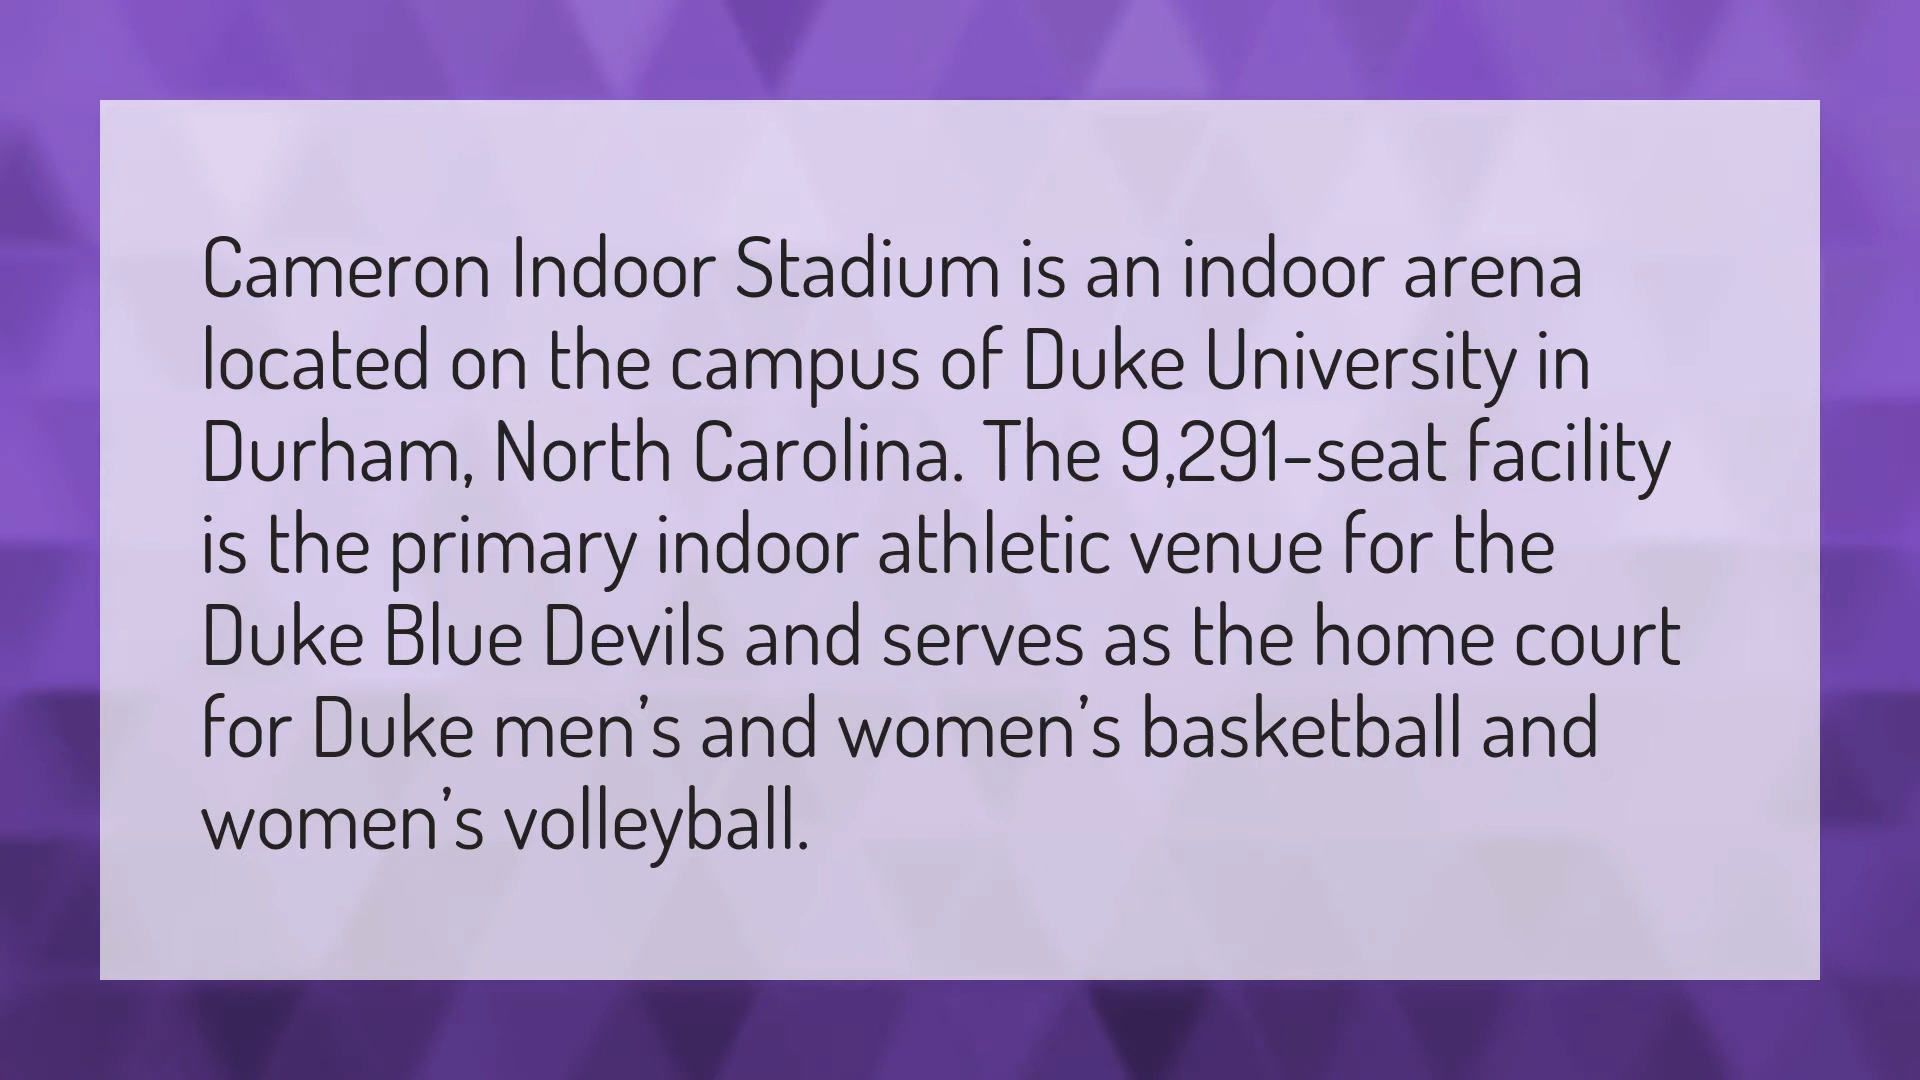 Cameron Indoor Stadium is an indoor arena
located on the campus of Duke University in
Durham, North Carolina. The 9,291-seat facility
is the primary indoor athletic venue for the
Duke Blue Devils and serves as the home court
for Duke men’s and women’s basketball and
women’s volleyball.